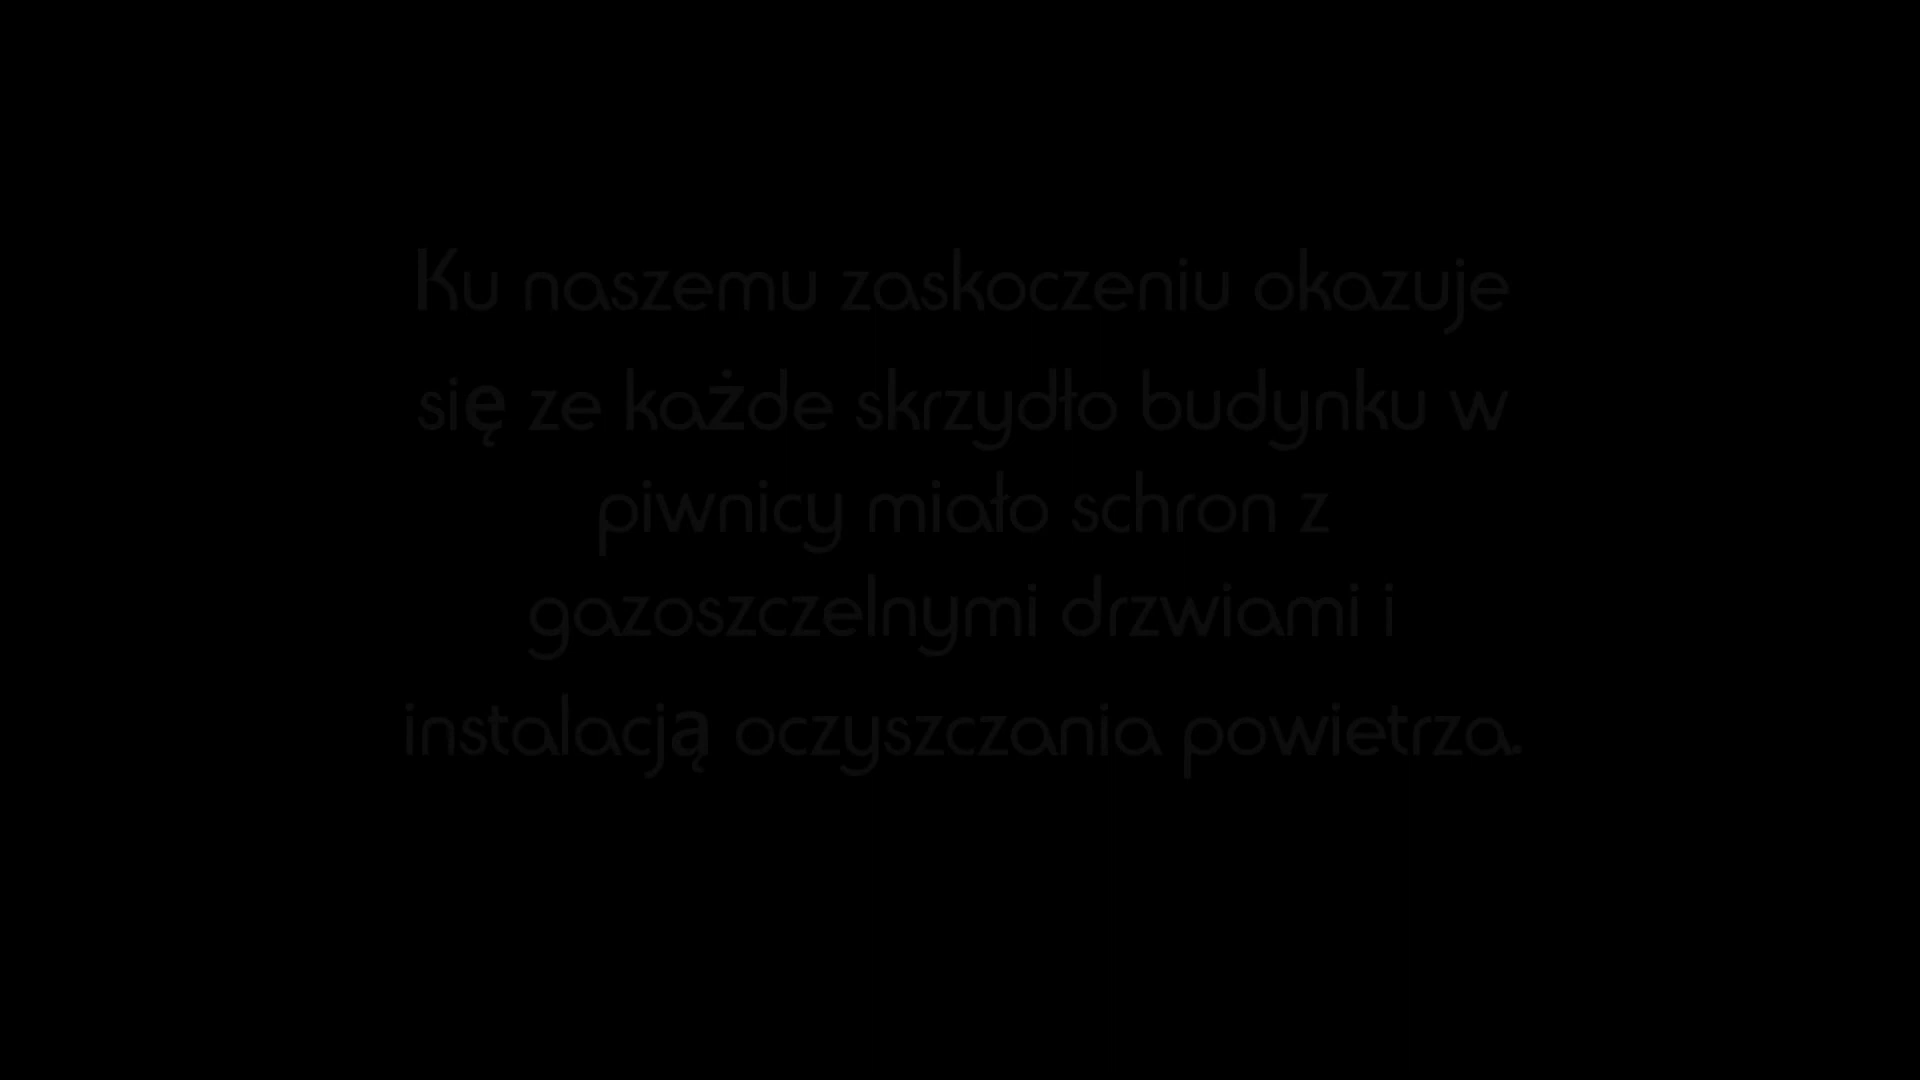 Ku naszemu zaskoczeniu okazuje
się ze każde skrzydło budynku w
piwnicy miało schron z
gazoszczelnymi drzwiami i
instalacją oczyszczania powietrza.